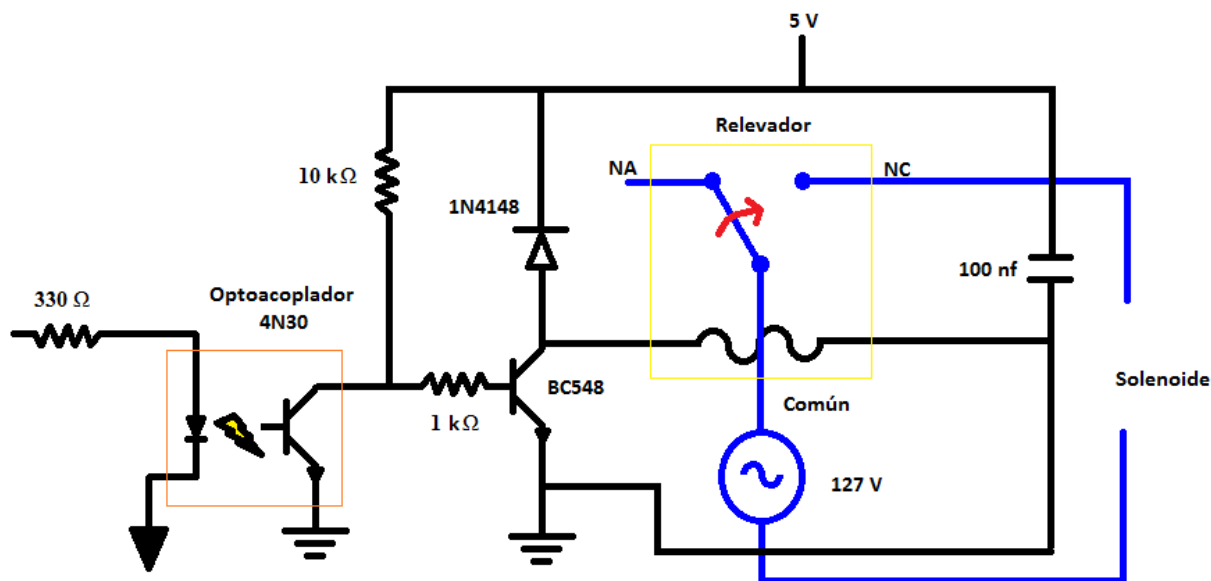 5 V
Relevador
NA
NC
10 kΩ
1N4148
Optoacoplador
4N30
330 Ω
100 nf
BC548
1 kΩ
Común
Solenoide
127 V